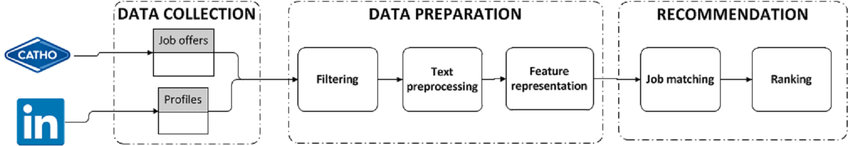 DATA COLLECTION
DATA PREPARATION
RECOMMENDATION
CATHO
Job offers
in
Profiles
Filtering
Text
preprocessing
Feature
representation
Job matching
Ranking